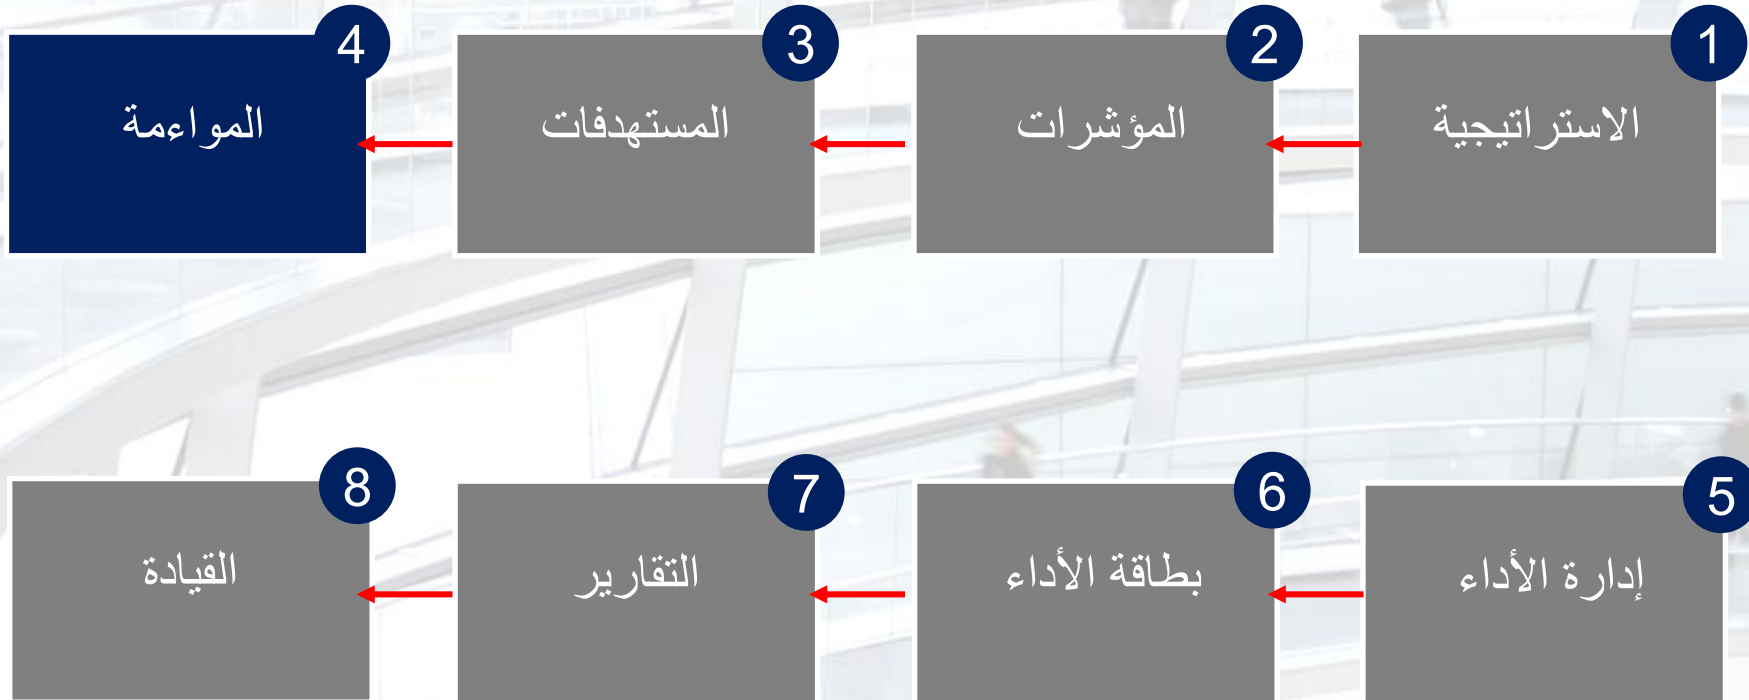 1
الاستراتيجية
2
المؤشرات
3
المستهدفات
4
المواءمة
5
إدارة الأداء
6
بطاقة الأداء
7
التقارير
8
القيادة